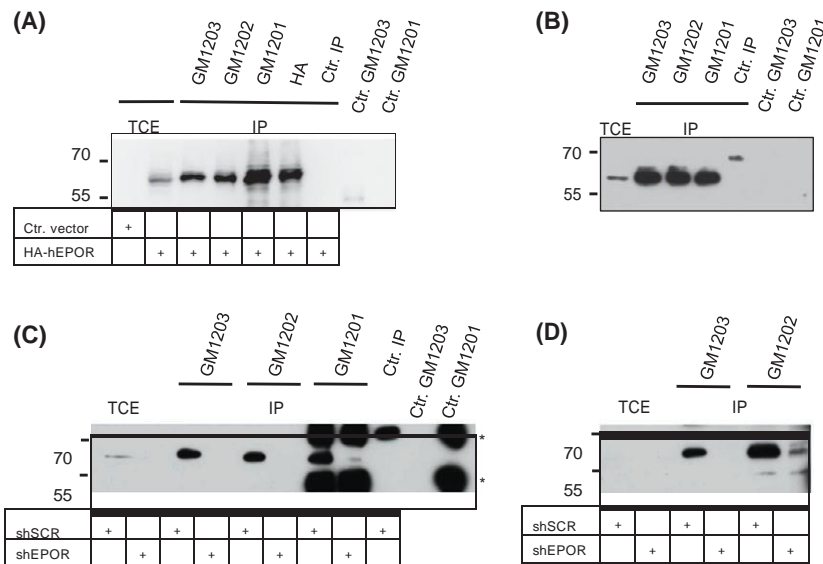 (A)
GM1203 GM1202 GM1201 HA Ctr. IP Ctr. GM1203 Ctr. GM1201
TCE IP
70
55
Ctr. vector +
HA-hEPOR + + + + + +
(B)
GM1203 GM1202 GM1201 Ctr. IP Ctr. GM1203 Ctr. GM1201
TCE IP
70
55
(C)
GM1203 GM1202 GM1201 Ctr. IP Ctr. GM1203 Ctr. GM1201
TCE IP
*
70
*
55
shSCR + + + + +
shEPOR + + + +
(D)
GM1203 GM1202
TCE IP
70
55
shSCR + + +
shEPOR + + +